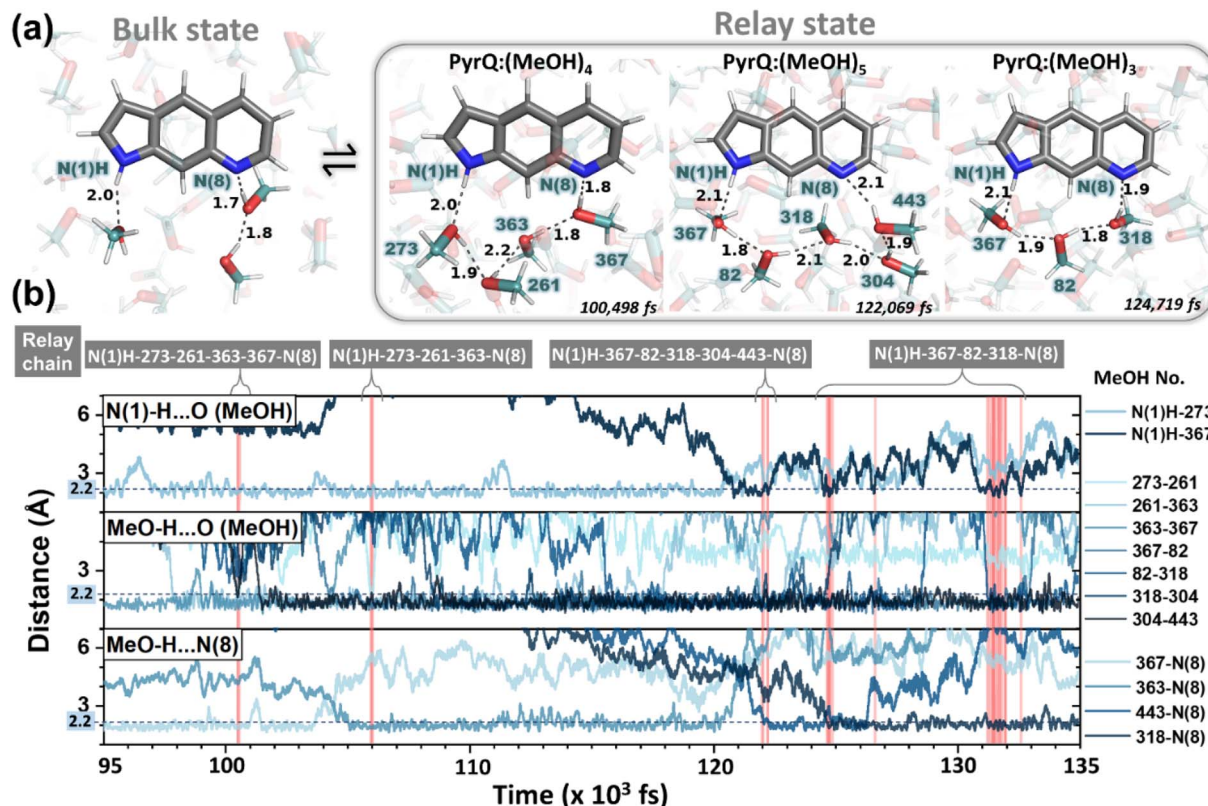 (a)
Bulk state
Relay state
N(1)H
N(8)
2.0
1.7
1.8
PyrQ:(MeOH)4
N(1)H
N(8)
1.8
2.0
363
273
2.2
1.8
1.9
367
261
100,498 fs
PyrQ:(MeOH)5
N(1)H
N(8)
2.1
2.1
318
443
367
1.8
2.1
1.9
2.0
82
304
122,069 fs
PyrQ:(MeOH)3
N(1)H
N(8)
2.1
1.9
367
1.9
1.8
318
82
124,719 fs
(b)
Relay chain
N(1)H-273-261-363-367-N(8)
N(1)H-273-261-363-N(8)
N(1)H-367-82-318-304-443-N(8)
N(1)H-367-82-318-N(8)
MeOH No.
N(1)-H...O (MeOH)
6
3
2.2
N(1)H-273
N(1)H-367
MeO-H...O (MeOH)
3
2.2
273-261
261-363
363-367
367-82
82-318
318-304
304-443
MeO-H...N(8)
6
3
2.2
367-N(8)
363-N(8)
443-N(8)
318-N(8)
Distance (Å)
95 100 110 120 130 135
Time (x 10³ fs)